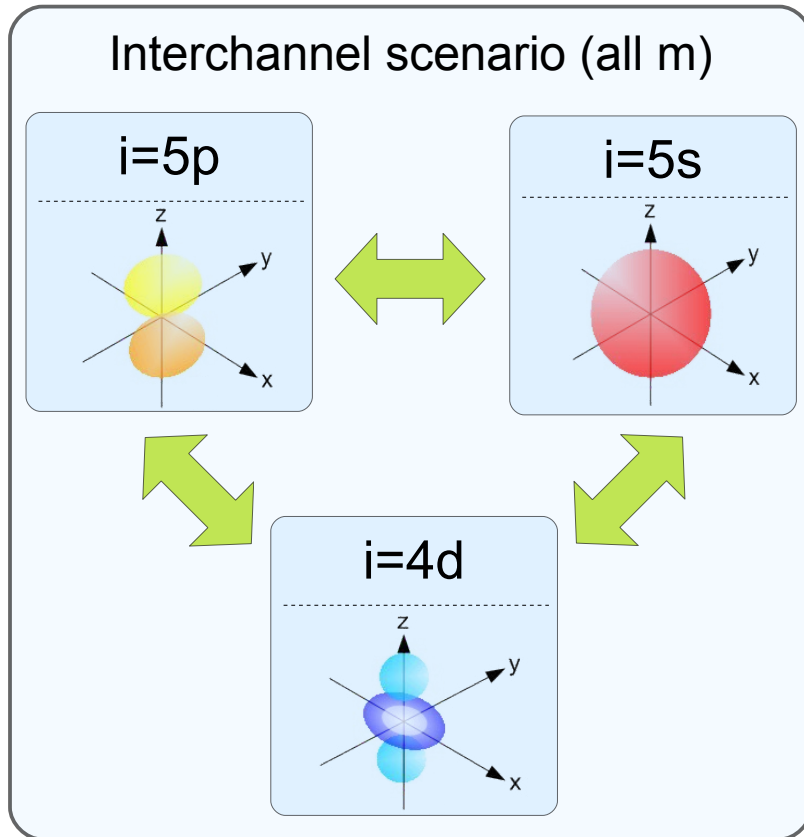 Interchannel scenario (all m)
i=5p
z
y
x
i=5s
z
y
x
i=4d
z
y
x